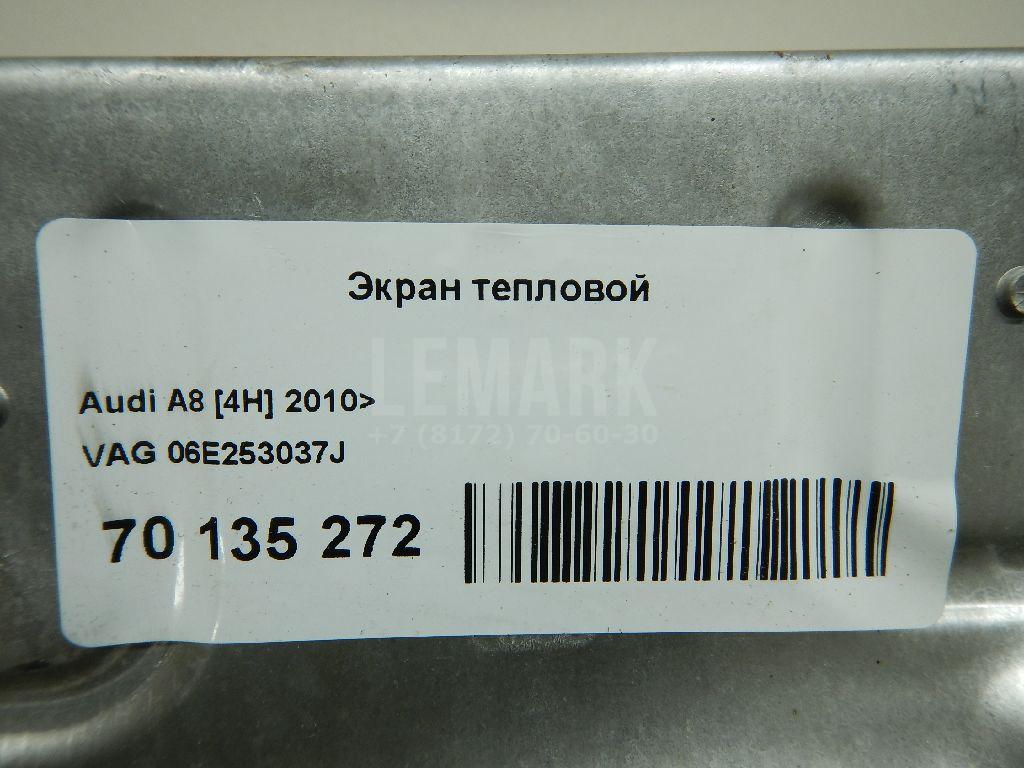 Экран тепловой
LEMARK
Audi A8 [4H] 2010>
+7 (8172) 70-60-30
VAG 06E253037J
70 135 272